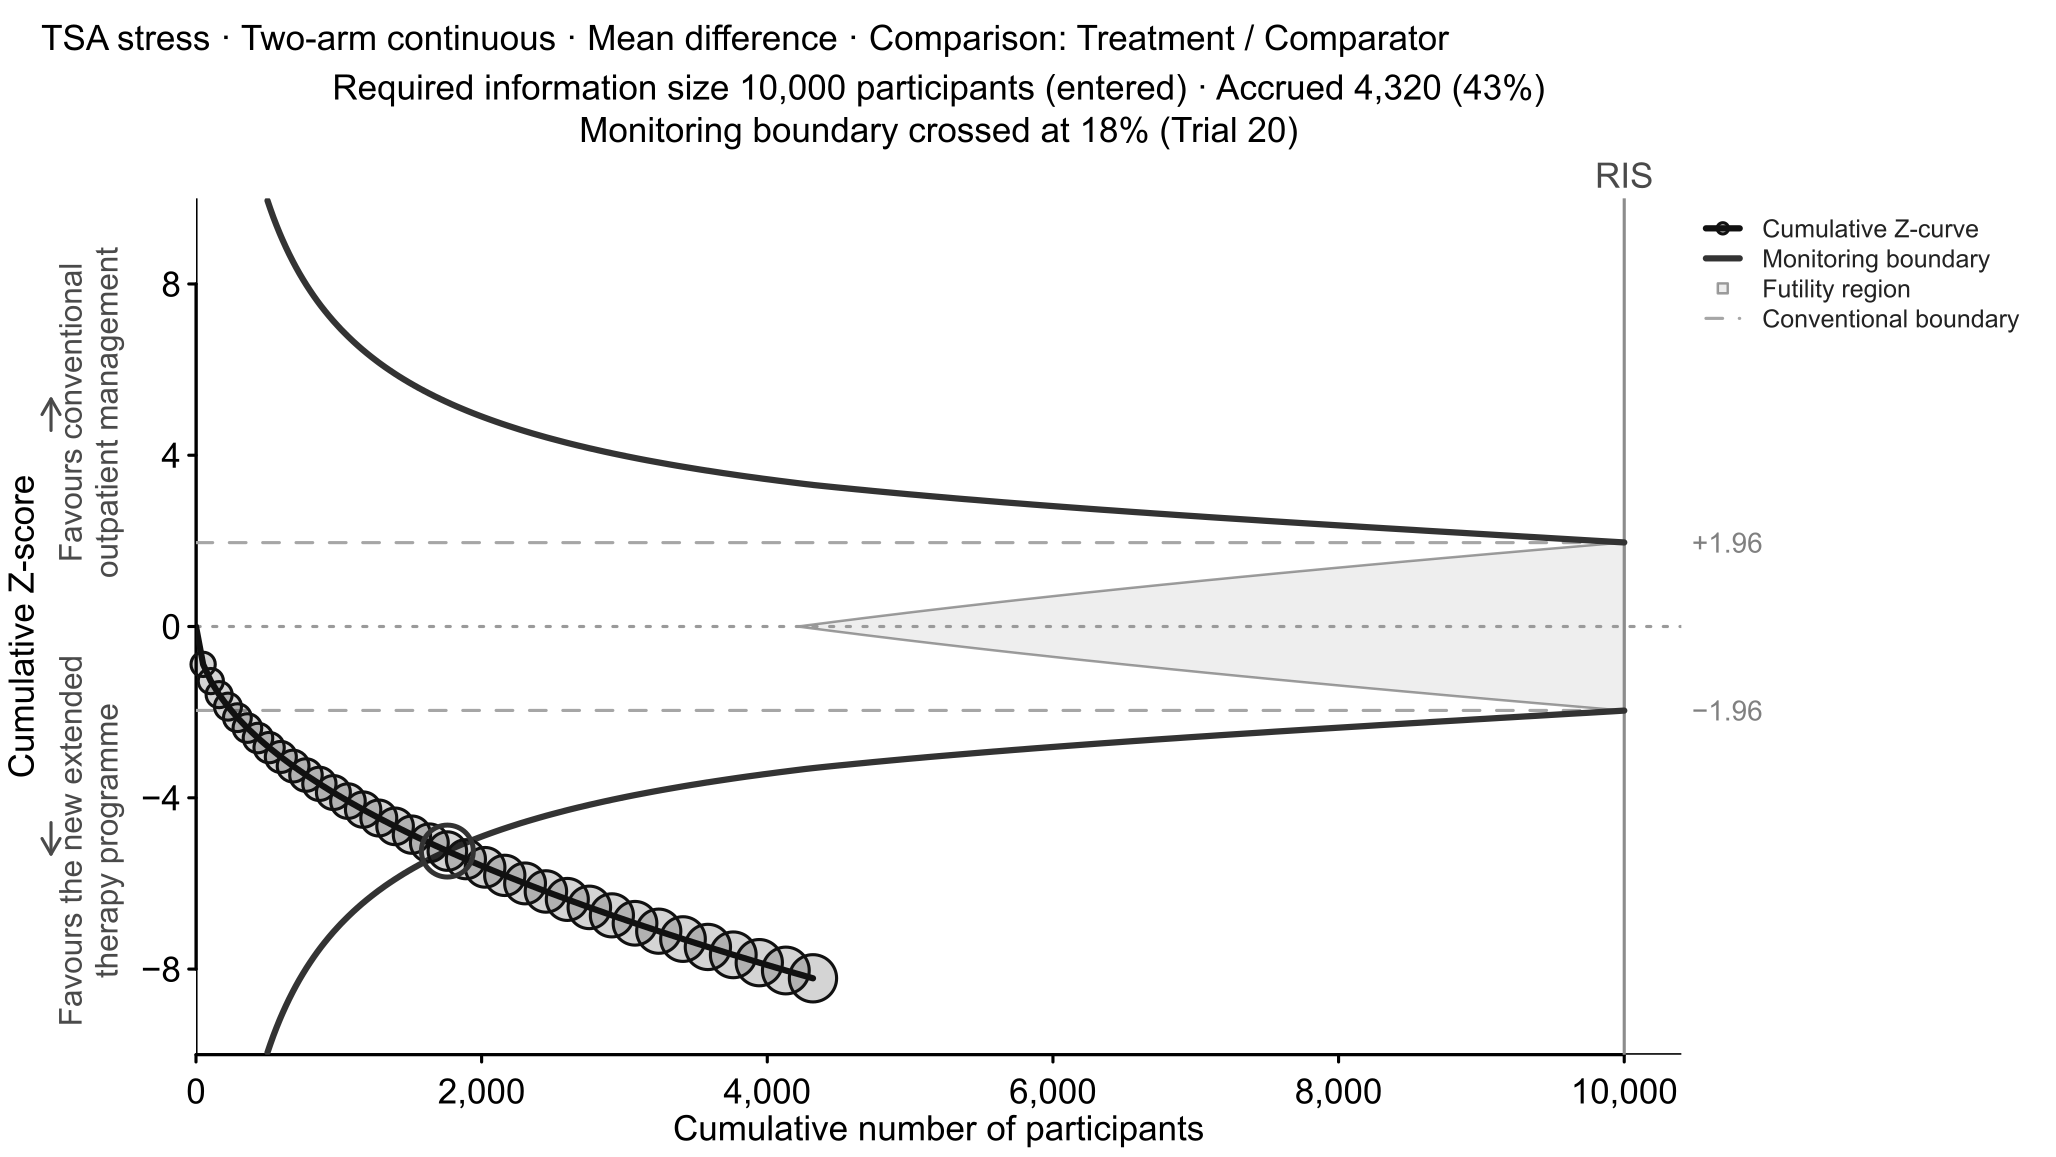 TSA stress · Two-arm continuous · Mean difference · Comparison: Treatment / Comparator
Required information size 10,000 participants (entered) · Accrued 4,320 (43%)
Monitoring boundary crossed at 18% (Trial 20)
RIS
Cumulative Z-curve
Monitoring boundary
Futility region
Conventional boundary
Cumulative Z-score
← Favours the new extended
therapy programme
Favours conventional →
outpatient management
8
4
0
−4
−8
+1.96
−1.96
0
2,000
4,000
6,000
8,000
10,000
Cumulative number of participants